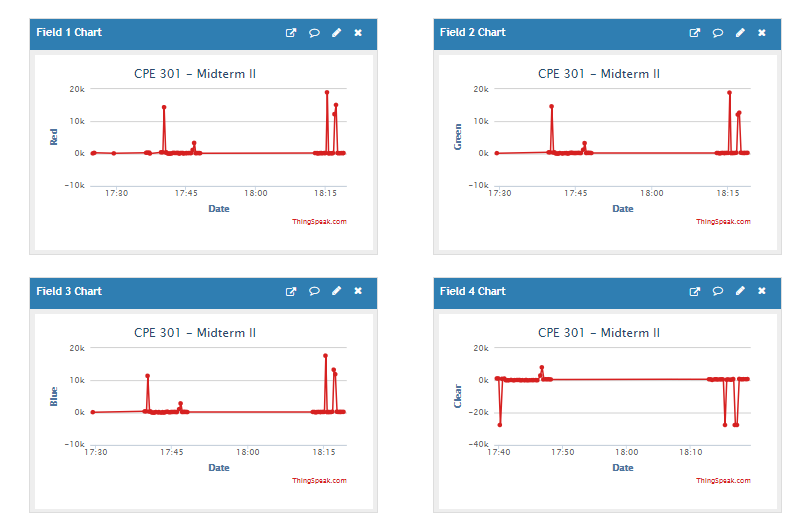 Field 1 Chart
CPE 301 - Midterm II
20k
10k
0k
-10k
Red
17:30
17:45
18:00
18:15
Date
ThingSpeak.com
Field 2 Chart
CPE 301 - Midterm II
20k
10k
0k
-10k
Green
17:30
17:45
18:00
18:15
Date
ThingSpeak.com
Field 3 Chart
CPE 301 - Midterm II
20k
10k
0k
-10k
Blue
17:30
17:45
18:00
18:15
Date
ThingSpeak.com
Field 4 Chart
CPE 301 - Midterm II
20k
0k
-20k
-40k
Clear
17:40
17:50
18:00
18:10
Date
ThingSpeak.com